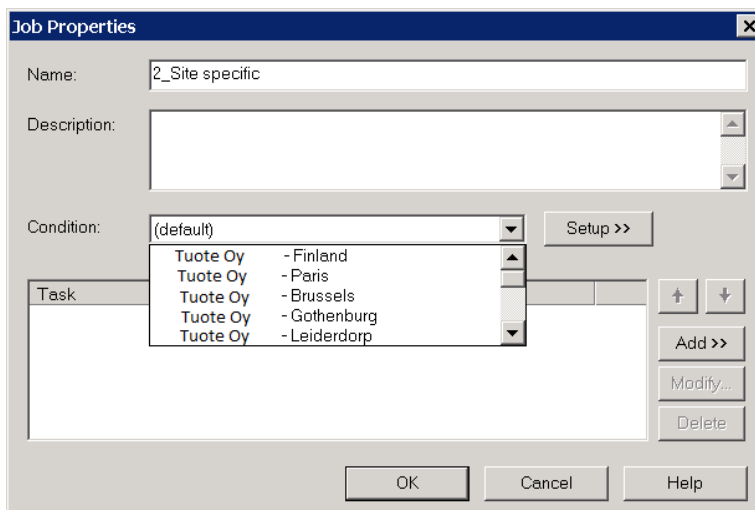 Job Properties
Name: 2_Site specific
Description:
Condition: (default) Setup >>
Tuote Oy - Finland
Tuote Oy - Paris
Tuote Oy - Brussels
Tuote Oy - Gothenburg
Tuote Oy - Leiderdorp
Task
Add >>
Modify...
Delete
OK Cancel Help